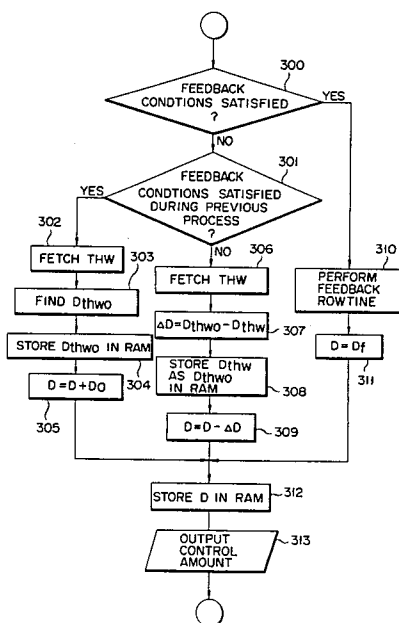 300
FEEDBACK
CONDTIONS SATISFIED
?
YES
NO
301
FEEDBACK
CONDITIONS SATISFIED
DURING PREVIOUS
PROCESS
?
YES
NO
302
FETCH THW
303
FIND Dthwo
STORE Dthwo IN RAM
304
D = D + Da
305
306
FETCH THW
ΔD=Dthwo-Dthw
307
STORE Dthw
AS Dthwo
IN RAM
308
D = D - ΔD
309
310
PERFORM
FEEDBACK
ROWTINE
D = Df
311
312
STORE D IN RAM
OUTPUT
CONTROL
AMOUNT
313